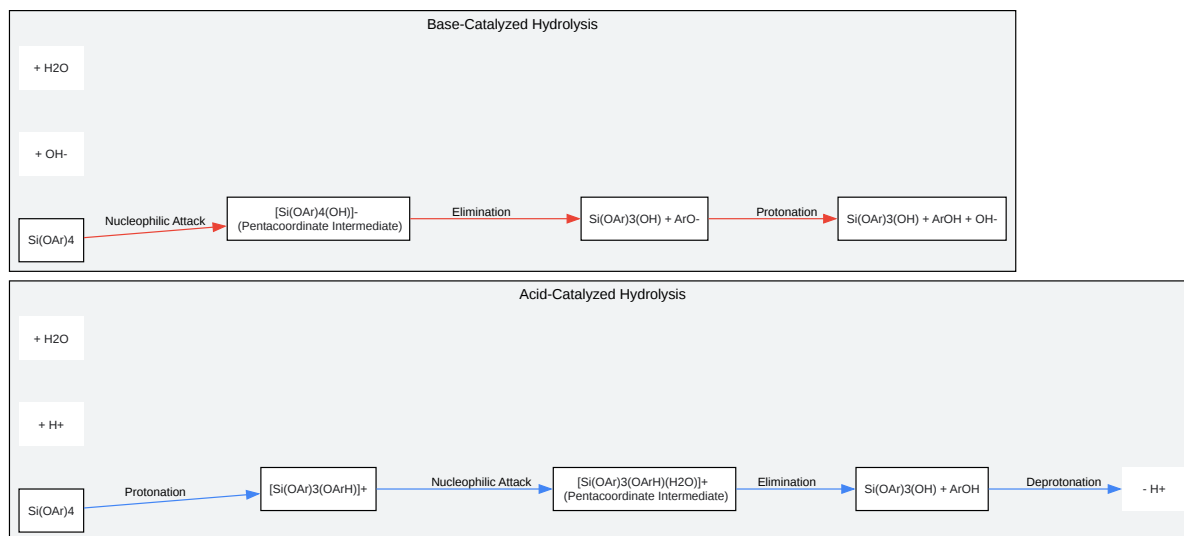 Base-Catalyzed Hydrolysis
+ H2O
+ OH-
Si(OAr)4
Nucleophilic Attack
[Si(OAr)4(OH)]-
(Pentacoordinate Intermediate)
Elimination
Si(OAr)3(OH) + ArO-
Protonation
Si(OAr)3(OH) + ArOH + OH-
Acid-Catalyzed Hydrolysis
+ H2O
+ H+
Si(OAr)4
Protonation
[Si(OAr)3(OArH)]+
Nucleophilic Attack
[Si(OAr)3(OArH)(H2O)]+
(Pentacoordinate Intermediate)
Elimination
Si(OAr)3(OH) + ArOH
Deprotonation
- H+